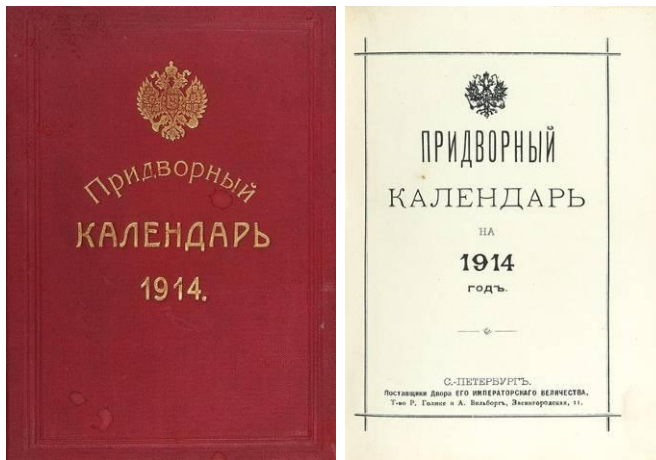 Придворный
КАЛЕНДАРЬ
1914.
ПРИДВОРНЫЙ
КАЛЕНДАРЬ
НА
1914
ГОДЪ.
С.-ПЕТЕРБУРГЪ.
Поставщики Двора ЕГО ИМПЕРАТОРСКАГО ВЕЛИЧЕСТВА,
Т-во Р. Голике и А. Вильборгъ, Звенигородская, 11.